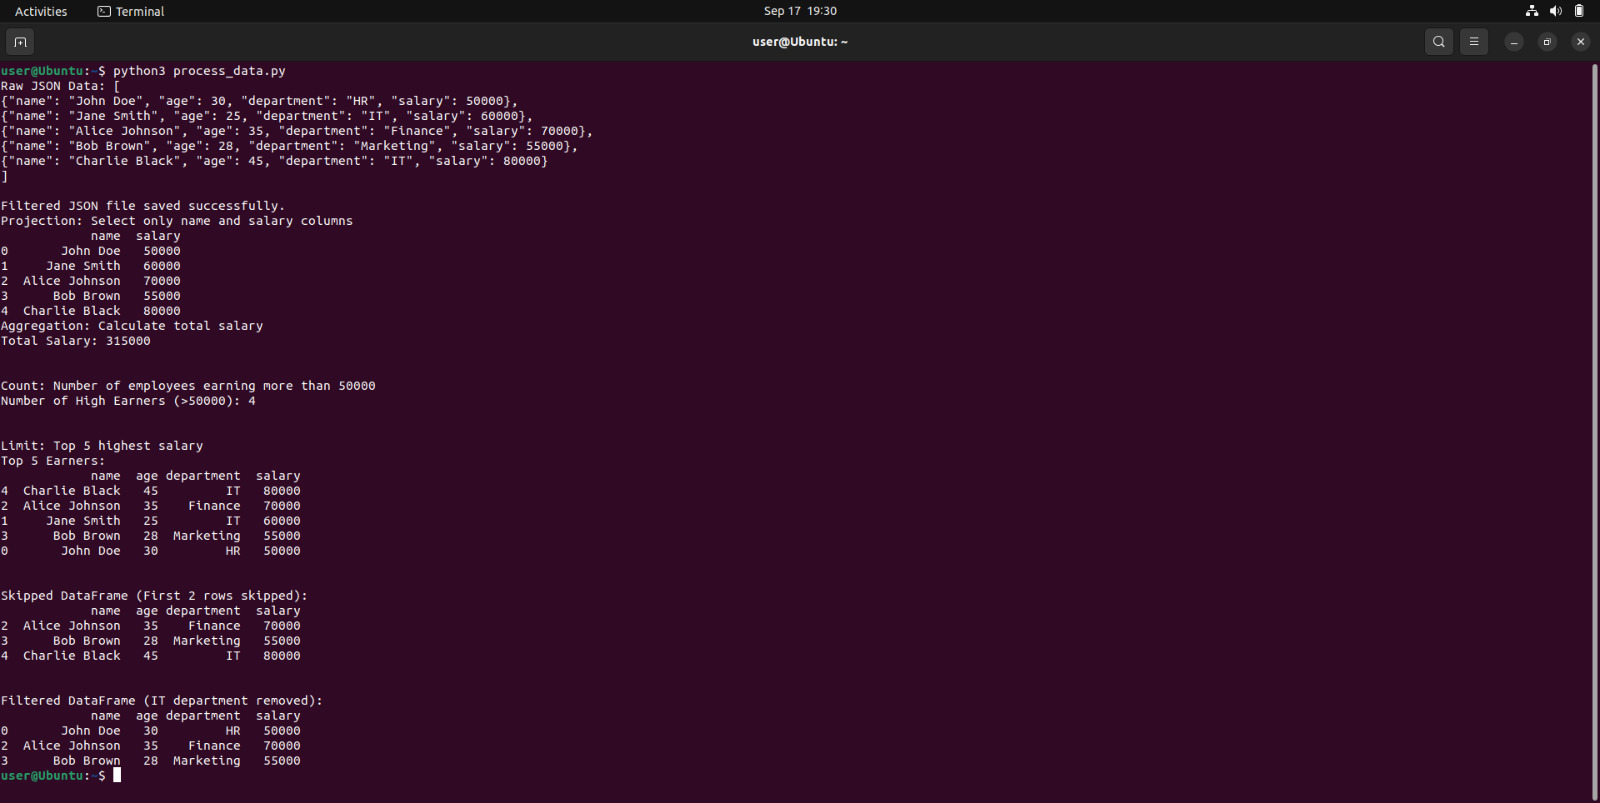 Activities Terminal Sep 17 19:30
user@Ubuntu: ~
user@Ubuntu:~$ python3 process_data.py
Raw JSON Data: [
{"name": "John Doe", "age": 30, "department": "HR", "salary": 50000},
{"name": "Jane Smith", "age": 25, "department": "IT", "salary": 60000},
{"name": "Alice Johnson", "age": 35, "department": "Finance", "salary": 70000},
{"name": "Bob Brown", "age": 28, "department": "Marketing", "salary": 55000},
{"name": "Charlie Black", "age": 45, "department": "IT", "salary": 80000}
]
Filtered JSON file saved successfully.
Projection: Select only name and salary columns
            name  salary
0       John Doe   50000
1     Jane Smith   60000
2  Alice Johnson   70000
3      Bob Brown   55000
4  Charlie Black   80000
Aggregation: Calculate total salary
Total Salary: 315000
Count: Number of employees earning more than 50000
Number of High Earners (>50000): 4
Limit: Top 5 highest salary
Top 5 Earners:
            name  age department  salary
4  Charlie Black   45         IT   80000
2  Alice Johnson   35    Finance   70000
1     Jane Smith   25         IT   60000
3      Bob Brown   28  Marketing   55000
0       John Doe   30         HR   50000
Skipped DataFrame (First 2 rows skipped):
            name  age department  salary
2  Alice Johnson   35    Finance   70000
3      Bob Brown   28  Marketing   55000
4  Charlie Black   45         IT   80000
Filtered DataFrame (IT department removed):
            name  age department  salary
0       John Doe   30         HR   50000
2  Alice Johnson   35    Finance   70000
3      Bob Brown   28  Marketing   55000
user@Ubuntu:~$